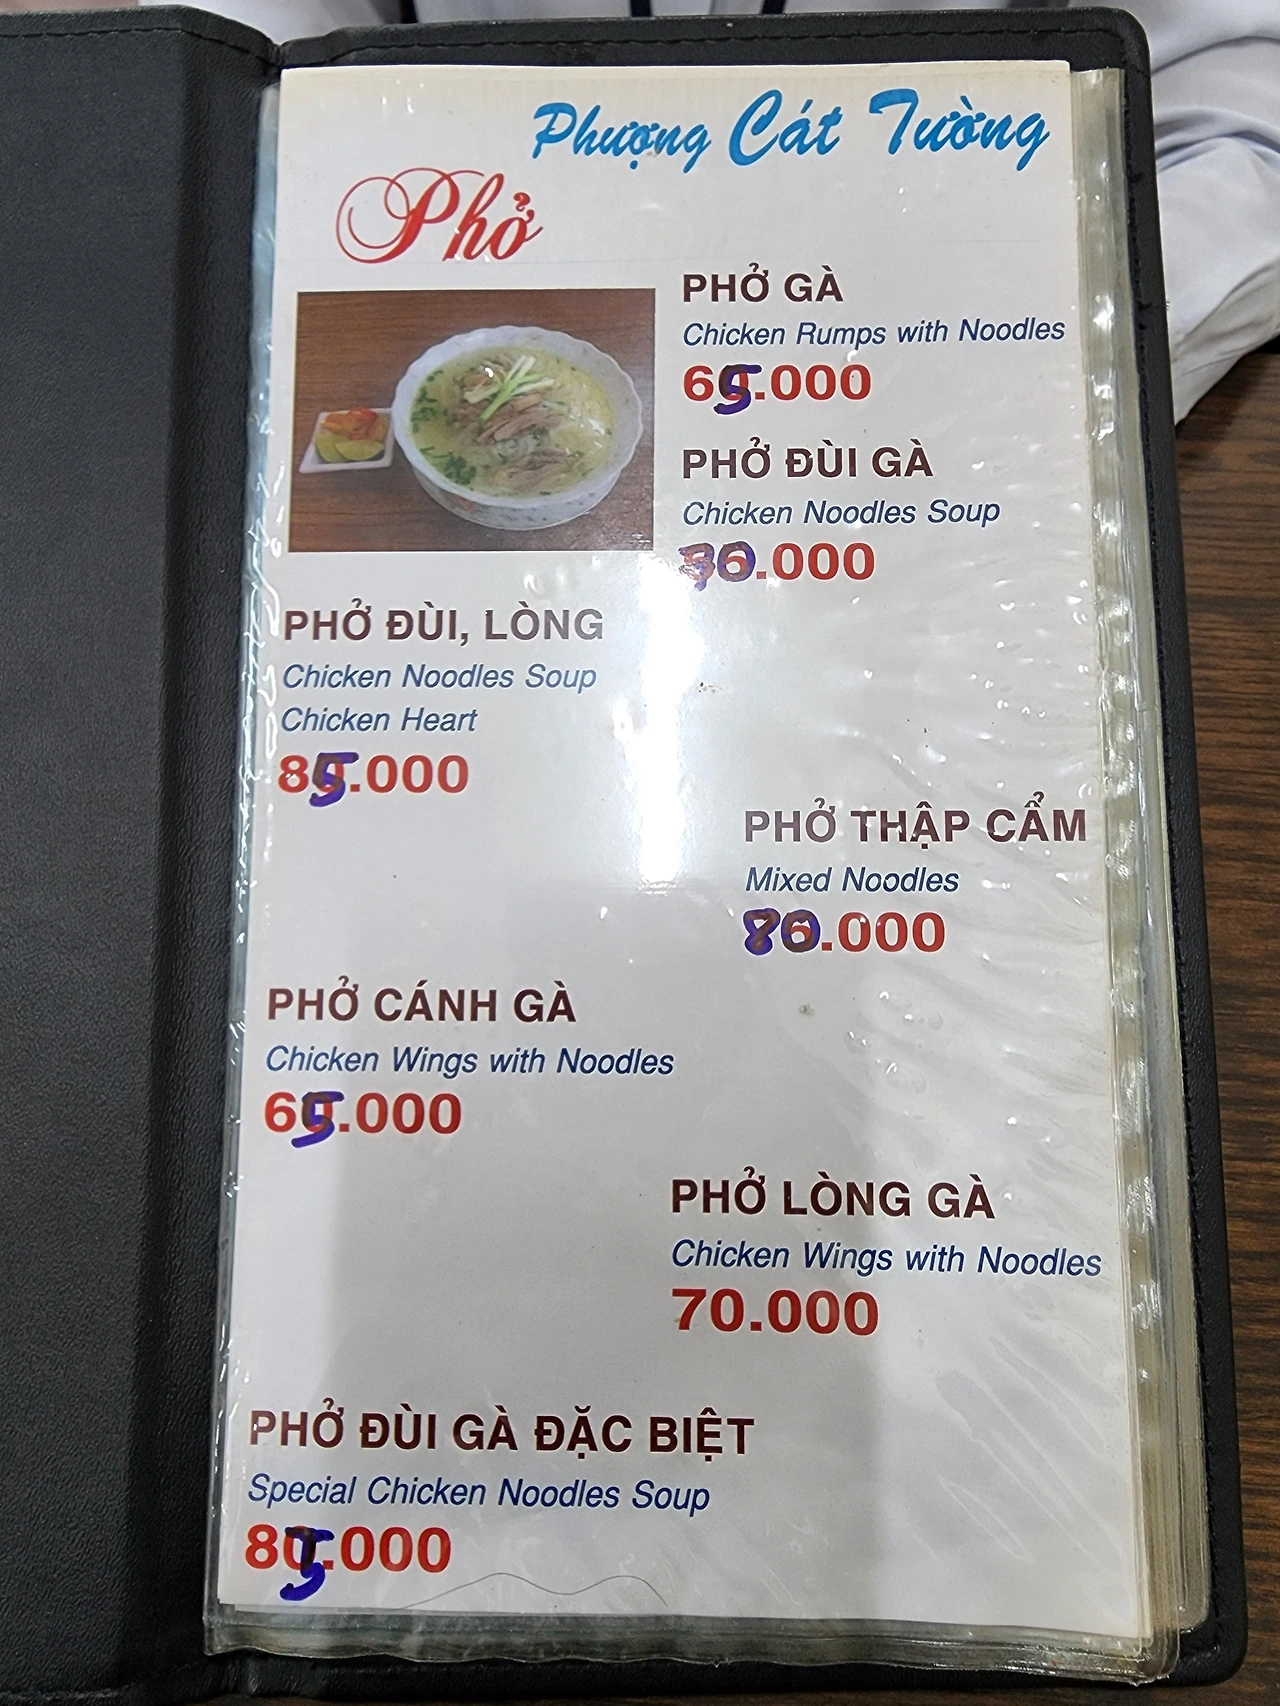 Phượng Cát Tường
Phở
PHỞ GÀ
Chicken Rumps with Noodles
65.000
PHỞ ĐÙI GÀ
Chicken Noodles Soup
.000
PHỞ ĐÙI, LÒNG
Chicken Noodles Soup
Chicken Heart
85.000
PHỞ THẬP CẨM
Mixed Noodles
80.000
PHỞ CÁNH GÀ
Chicken Wings with Noodles
65.000
PHỞ LÒNG GÀ
Chicken Wings with Noodles
70.000
PHỞ ĐÙI GÀ ĐẶC BIỆT
Special Chicken Noodles Soup
85.000